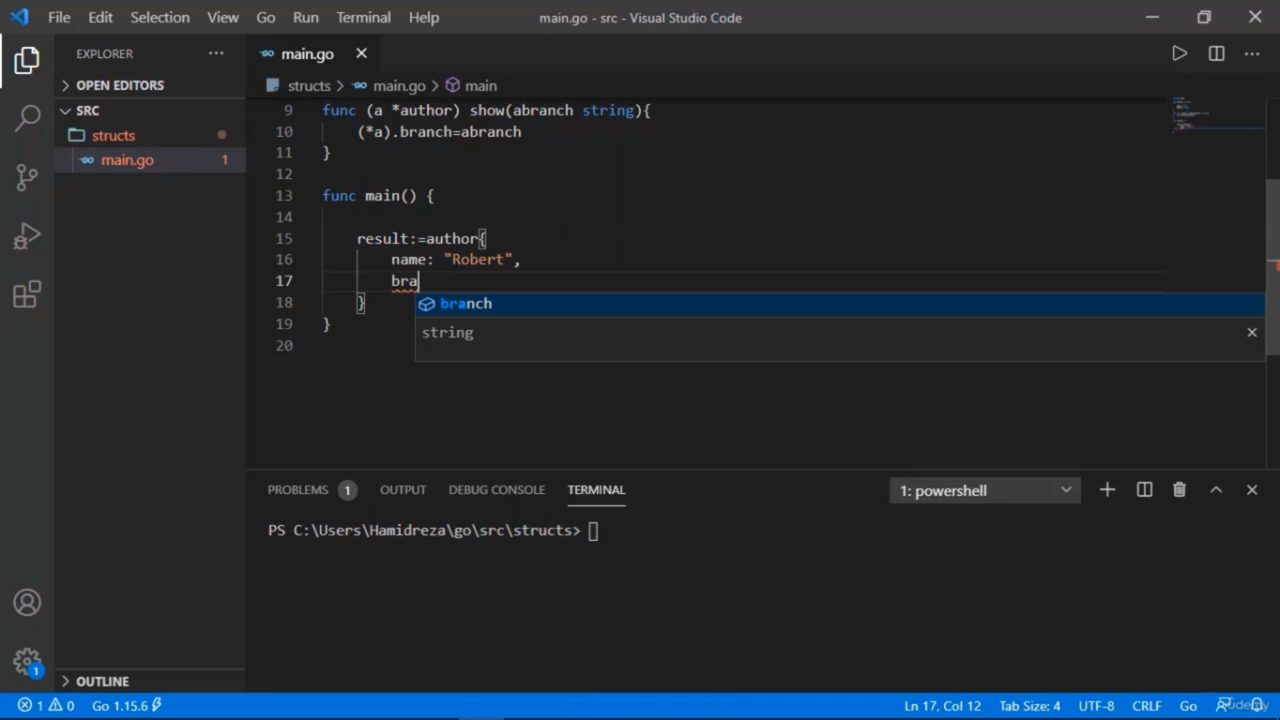 File Edit Selection View Go Run Terminal Help main.go - src - Visual Studio Code
EXPLORER ... main.go
OPEN EDITORS
structs > main.go > main
SRC
structs
main.go 1
9 func (a *author) show(abranch string){
10 (*a).branch=abranch
11 }
12
13 func main() {
14
15 result:=author{
16 name: "Robert",
17 bra
branch
18 }
string
19 }
20
PROBLEMS 1 OUTPUT DEBUG CONSOLE TERMINAL 1: powershell
PS C:\Users\Hamidreza\go\src\structs>
1
OUTLINE
1 0 Go 1.15.6 Ln 17, Col 12 Tab Size: 4 UTF-8 CRLF Go
Udemy